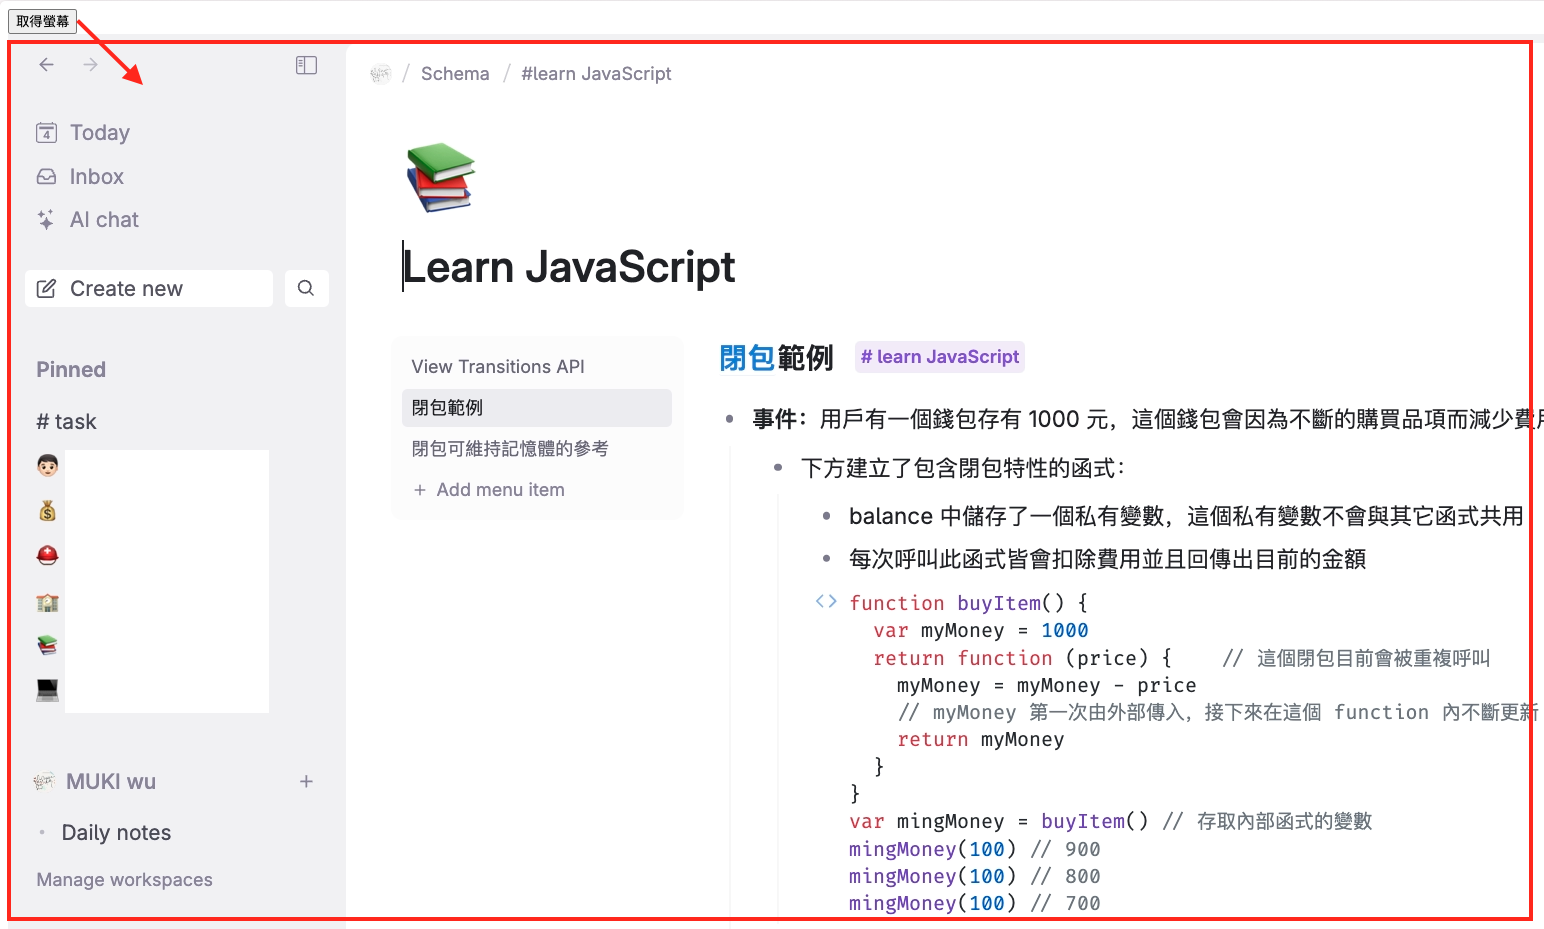 取得螢幕
Schema / #learn JavaScript
4 Today
Inbox
AI chat
Create new
Pinned
# task
MUKI wu
Daily notes
Manage workspaces
Learn JavaScript
View Transitions API
閉包範例
閉包可維持記憶體的參考
+ Add menu item
閉包範例 # learn JavaScript
事件：用戶有一個錢包存有 1000 元，這個錢包會因為不斷的購買品項而減少費用
下方建立了包含閉包特性的函式：
balance 中儲存了一個私有變數，這個私有變數不會與其它函式共用
每次呼叫此函式皆會扣除費用並且回傳出目前的金額
function buyItem() {
var myMoney = 1000
return function (price) { // 這個閉包目前會被重複呼叫
myMoney = myMoney - price
// myMoney 第一次由外部傳入，接下來在這個 function 內不斷更新
return myMoney
}
}
var mingMoney = buyItem() // 存取內部函式的變數
mingMoney(100) // 900
mingMoney(100) // 800
mingMoney(100) // 700